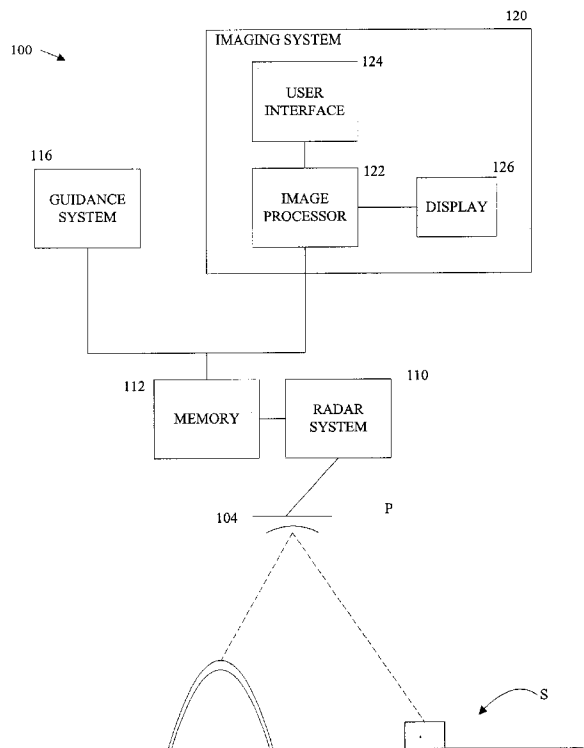 100
120
IMAGING SYSTEM
124
USER
INTERFACE
116
GUIDANCE
SYSTEM
122
IMAGE
PROCESSOR
126
DISPLAY
112
MEMORY
110
RADAR
SYSTEM
104
P
S